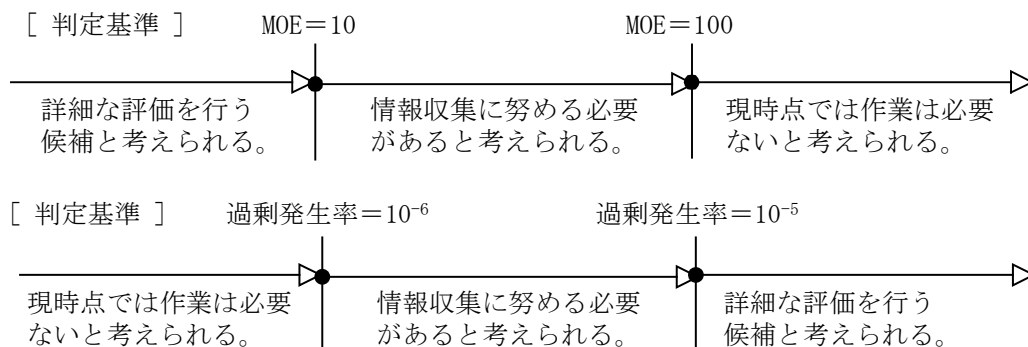 [ 判定基準 ] MOE=10 MOE=100
詳細な評価を行う 情報収集に努める必要 現時点では作業は必要
候補と考えられる。 があると考えられる。 ないと考えられる。
[ 判定基準 ] 過剰発生率=10⁻⁶ 過剰発生率=10⁻⁵
現時点では作業は必要 情報収集に努める必要 詳細な評価を行う
ないと考えられる。 があると考えられる。 候補と考えられる。